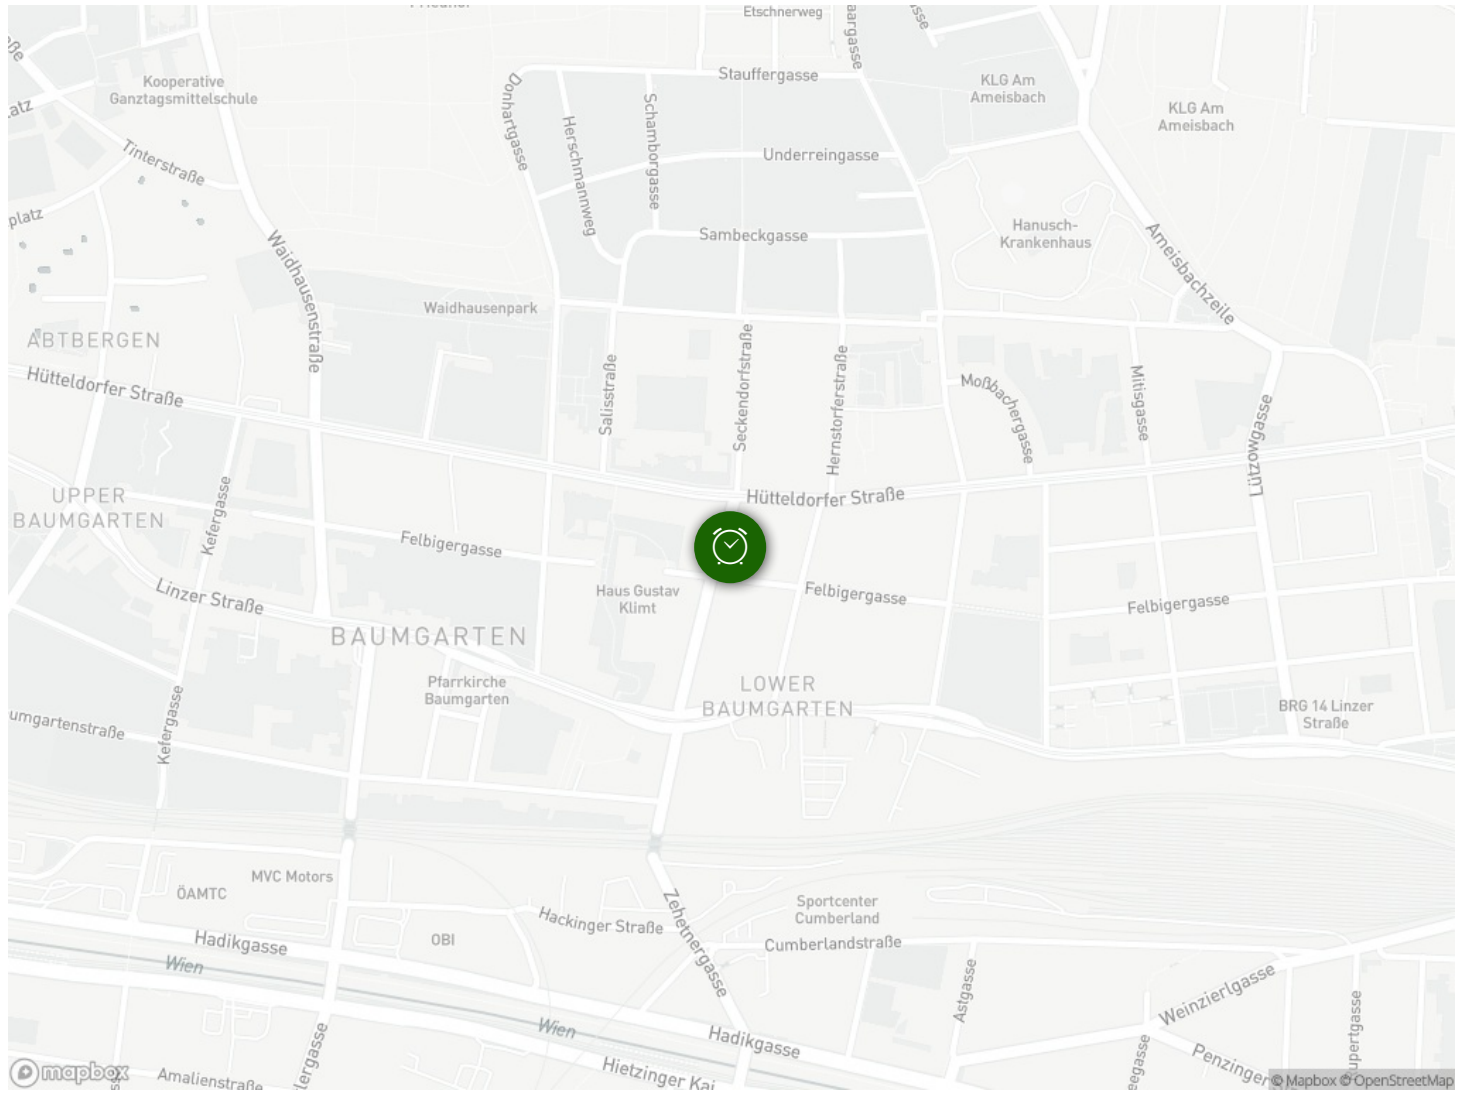 Etschnerweg
Stauffergasse
Kooperative
Ganztagsmittelschule
KLG Am
Ameisbach
KLG Am
Ameisbach
Donhartgasse
Herschmannweg
Schamborgasse
Underreingasse
Tinterstraße
platz
Sambeckgasse
Hanusch-
Krankenhaus
Ameisbachzeile
Waidhausenstraße
Waidhausenpark
ABTBERGEN
Hütteldorfer Straße
Salisstraße
Seckendorfstraße
Hernstorferstraße
Moßbachergasse
Mitisgasse
Lützowgasse
UPPER
BAUMGARTEN
Kefergasse
Hütteldorfer Straße
Felbigergasse
Linzer Straße
Haus Gustav
Klimt
Felbigergasse
Felbigergasse
BAUMGARTEN
Pfarrkirche
Baumgarten
LOWER
BAUMGARTEN
BRG 14 Linzer
Straße
umgartenstraße
Kefergasse
MVC Motors
ÖAMTC
Zehetnergasse
Sportcenter
Cumberland
Hackinger Straße
Hadikgasse
OBI
Cumberlandstraße
Wien
Astgasse
Weinzierlgasse
Rupertgasse
Wien
Hadikgasse
Hietzinger Kai
Penzinger
eegasse
lergasse
Amalienstraße
mapbox
© Mapbox © OpenStreetMap